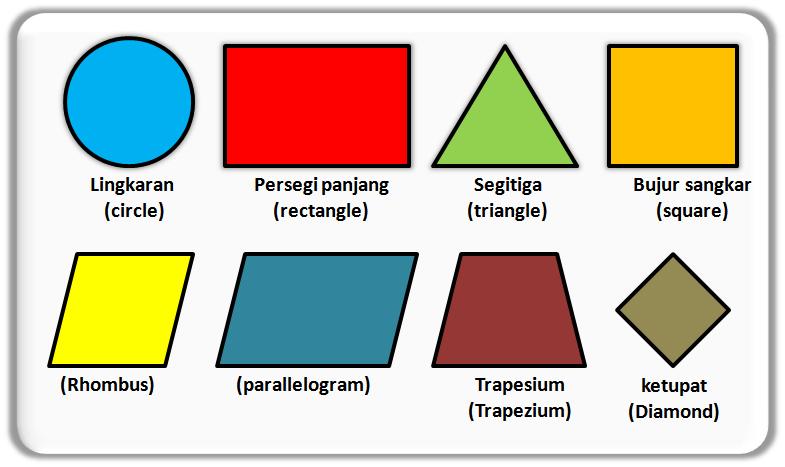 Lingkaran
(circle)
Persegi panjang
(rectangle)
Segitiga
(triangle)
Bujur sangkar
(square)
(Rhombus)
(parallelogram)
Trapesium
(Trapezium)
ketupat
(Diamond)